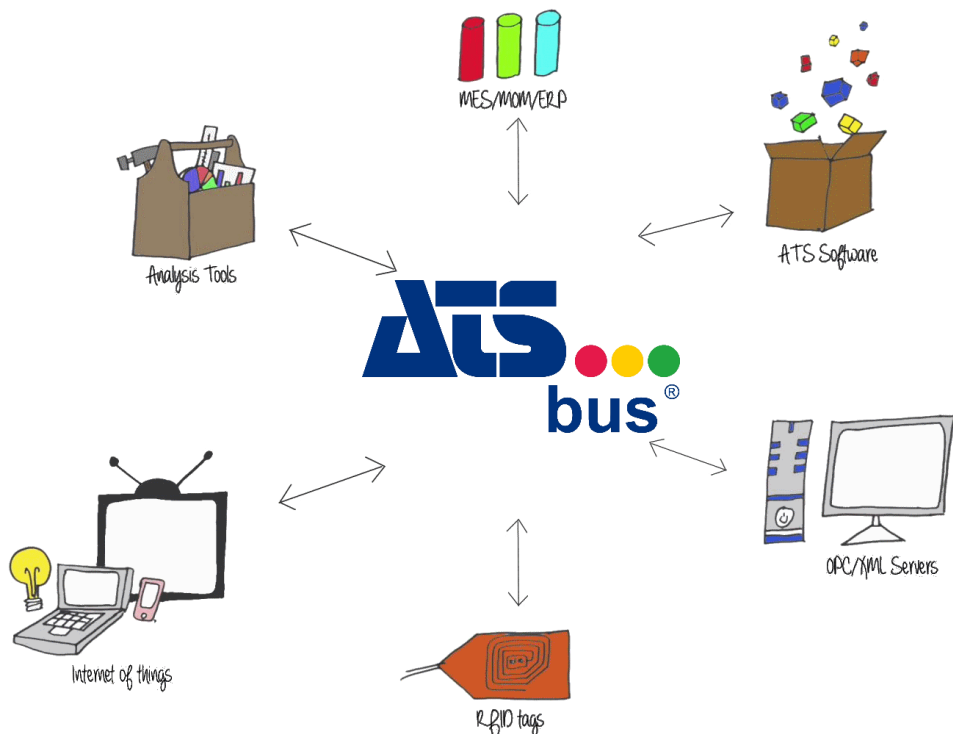 MES/MOM/ERP
Analysis Tools
ATS Software
ATS
bus®
OPC/XML Servers
Internet of things
RFID tags